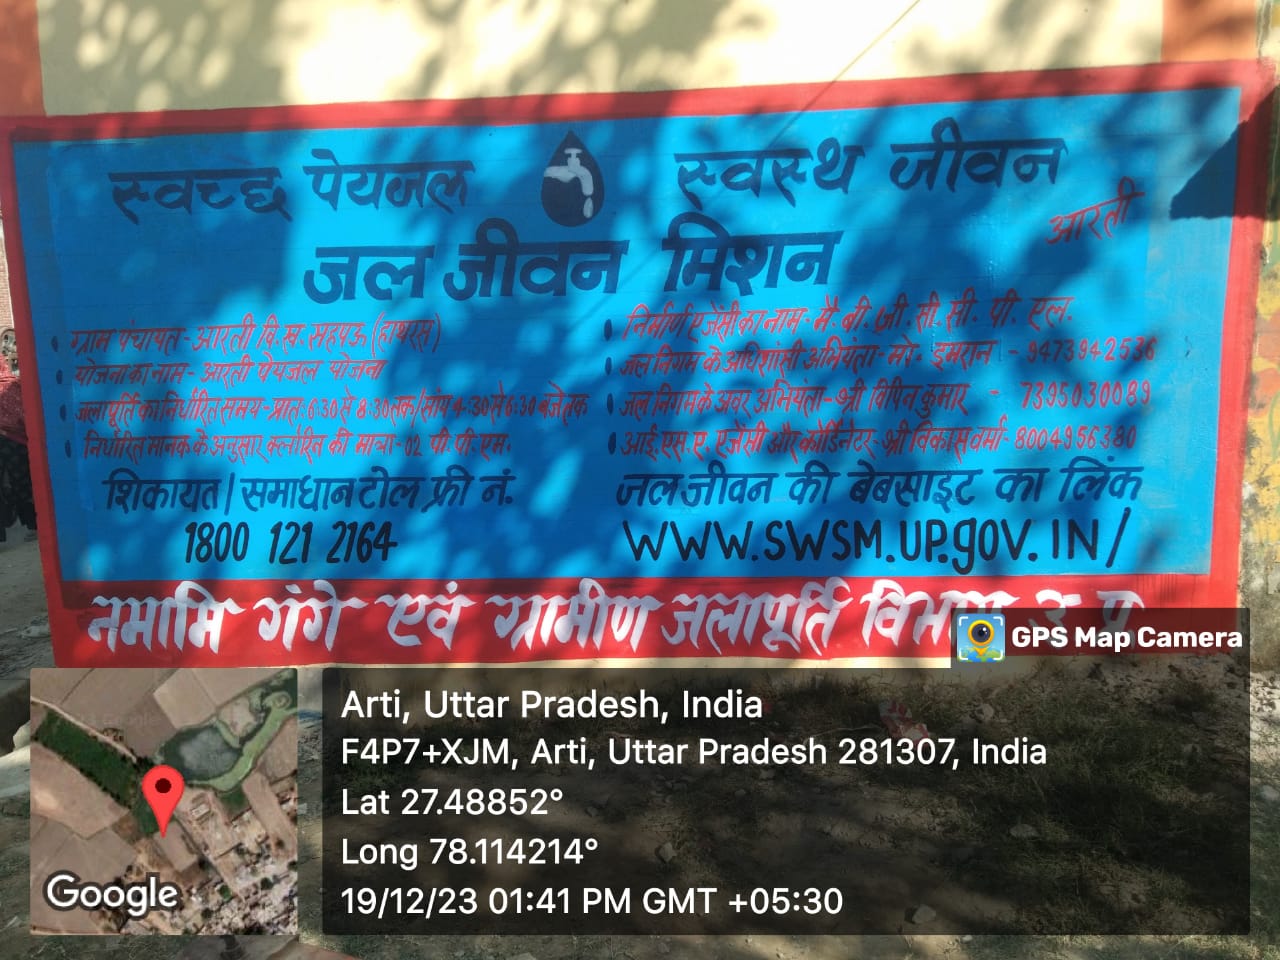 स्वच्छ पेयजल स्वस्थ जीवन
आरती
जल जीवन मिशन
ग्राम पंचायत-आरती वि.ख. सहपऊ (हाथरस)
योजना का नाम- आरती पेयजल योजना
जलापूर्ति का निर्धारित समय-प्रातः 6:30 से 8:30 तक/सांय 4:30 से 6:30 बजे तक
निर्धारित मानक के अनुसार क्लोरिन की मात्रा-02 पी.पी.एम.
शिकायत/समाधान टोल फ्री नं.
1800 121 2164
निर्माण एजेंसी का नाम-मै. बी. जी. सी. सी. पी. एल.
जल निगम के अधिशासी अभियंता-मो. इमरान - 9473942536
जल निगम के अवर अभियंता-श्री विपिन कुमार - 7395030089
आई. एस. ए. एजेंसी और कोर्डिनेटर-श्री विकास वर्मा-8004956380
जल जीवन की बेबसाइट का लिंक
WWW.SWSM.UP.gOV.IN/
नमामि गंगे एवं ग्रामीण जलापूर्ति
GPS Map Camera
Google
Arti, Uttar Pradesh, India
F4P7+XJM, Arti, Uttar Pradesh 281307, India
Lat 27.48852°
Long 78.114214°
19/12/23 01:41 PM GMT +05:30